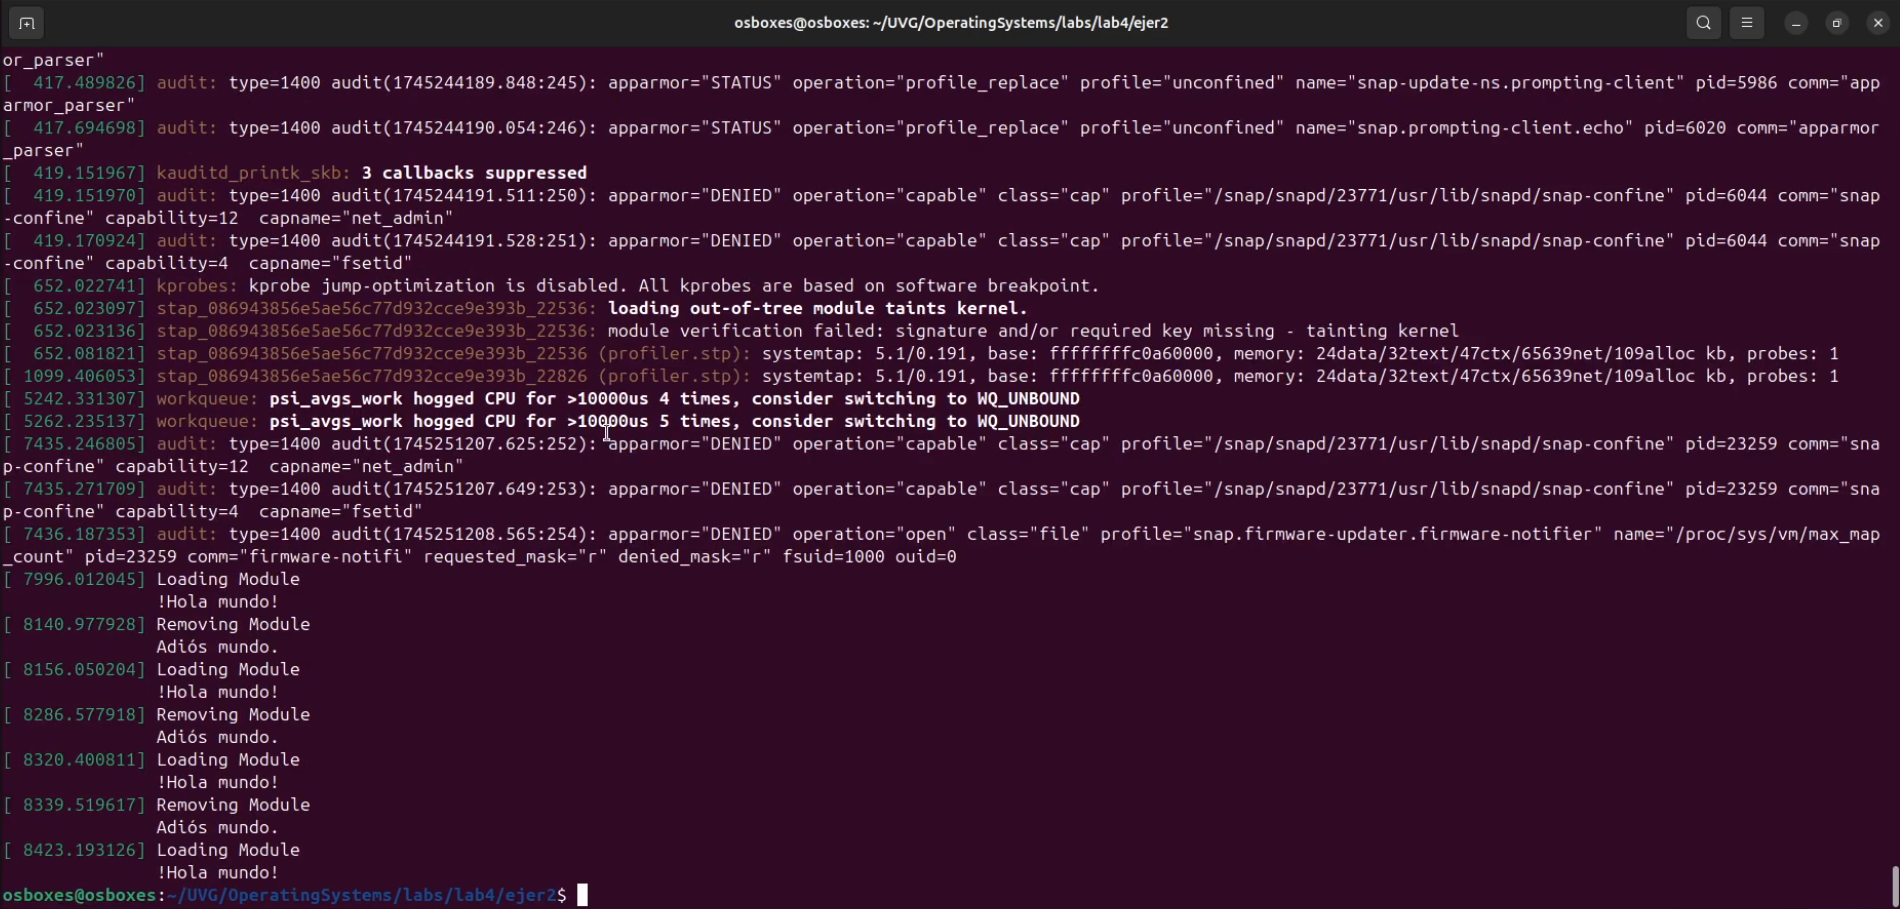 osboxes@osboxes: ~/UVG/OperatingSystems/labs/lab4/ejer2
or_parser"
[  417.489826] audit: type=1400 audit(1745244189.848:245): apparmor="STATUS" operation="profile_replace" profile="unconfined" name="snap-update-ns.prompting-client" pid=5986 comm="app
armor_parser"
[  417.694698] audit: type=1400 audit(1745244190.054:246): apparmor="STATUS" operation="profile_replace" profile="unconfined" name="snap.prompting-client.echo" pid=6020 comm="apparmor
_parser"
[  419.151967] kauditd_printk_skb: 3 callbacks suppressed
[  419.151970] audit: type=1400 audit(1745244191.511:250): apparmor="DENIED" operation="capable" class="cap" profile="/snap/snapd/23771/usr/lib/snapd/snap-confine" pid=6044 comm="snap
-confine" capability=12  capname="net_admin"
[  419.170924] audit: type=1400 audit(1745244191.528:251): apparmor="DENIED" operation="capable" class="cap" profile="/snap/snapd/23771/usr/lib/snapd/snap-confine" pid=6044 comm="snap
-confine" capability=4  capname="fsetid"
[  652.022741] kprobes: kprobe jump-optimization is disabled. All kprobes are based on software breakpoint.
[  652.023097] stap_086943856e5ae56c77d932cce9e393b_22536: loading out-of-tree module taints kernel.
[  652.023136] stap_086943856e5ae56c77d932cce9e393b_22536: module verification failed: signature and/or required key missing - tainting kernel
[  652.081821] stap_086943856e5ae56c77d932cce9e393b_22536 (profiler.stp): systemtap: 5.1/0.191, base: ffffffffc0a60000, memory: 24data/32text/47ctx/65639net/109alloc kb, probes: 1
[ 1099.406053] stap_086943856e5ae56c77d932cce9e393b_22826 (profiler.stp): systemtap: 5.1/0.191, base: ffffffffc0a60000, memory: 24data/32text/47ctx/65639net/109alloc kb, probes: 1
[ 5242.331307] workqueue: psi_avgs_work hogged CPU for >10000us 4 times, consider switching to WQ_UNBOUND
[ 5262.235137] workqueue: psi_avgs_work hogged CPU for >10000us 5 times, consider switching to WQ_UNBOUND
[ 7435.246805] audit: type=1400 audit(1745251207.625:252): apparmor="DENIED" operation="capable" class="cap" profile="/snap/snapd/23771/usr/lib/snapd/snap-confine" pid=23259 comm="sna
p-confine" capability=12  capname="net_admin"
[ 7435.271709] audit: type=1400 audit(1745251207.649:253): apparmor="DENIED" operation="capable" class="cap" profile="/snap/snapd/23771/usr/lib/snapd/snap-confine" pid=23259 comm="sna
p-confine" capability=4  capname="fsetid"
[ 7436.187353] audit: type=1400 audit(1745251208.565:254): apparmor="DENIED" operation="open" class="file" profile="snap.firmware-updater.firmware-notifier" name="/proc/sys/vm/max_map
_count" pid=23259 comm="firmware-notifi" requested_mask="r" denied_mask="r" fsuid=1000 ouid=0
[ 7996.012045] Loading Module
!Hola mundo!
[ 8140.977928] Removing Module
Adiós mundo.
[ 8156.050204] Loading Module
!Hola mundo!
[ 8286.577918] Removing Module
Adiós mundo.
[ 8320.400811] Loading Module
!Hola mundo!
[ 8339.519617] Removing Module
Adiós mundo.
[ 8423.193126] Loading Module
!Hola mundo!
osboxes@osboxes:~/UVG/OperatingSystems/labs/lab4/ejer2$